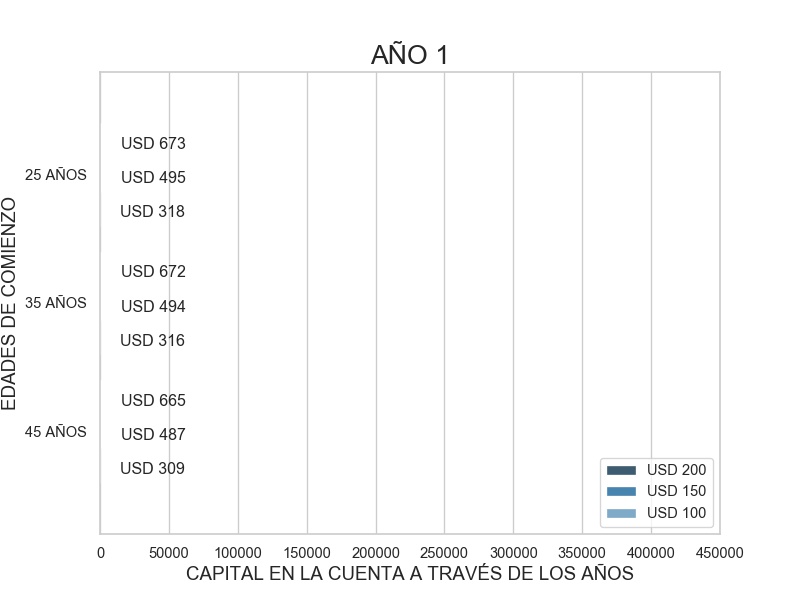 AÑO 1
EDADES DE COMIENZO
USD 673
25 AÑOS
USD 495
USD 318
USD 672
35 AÑOS
USD 494
USD 316
USD 665
45 AÑOS
USD 487
USD 309
USD 200
USD 150
USD 100
0 50000 100000 150000 200000 250000 300000 350000 400000 450000
CAPITAL EN LA CUENTA A TRAVÉS DE LOS AÑOS